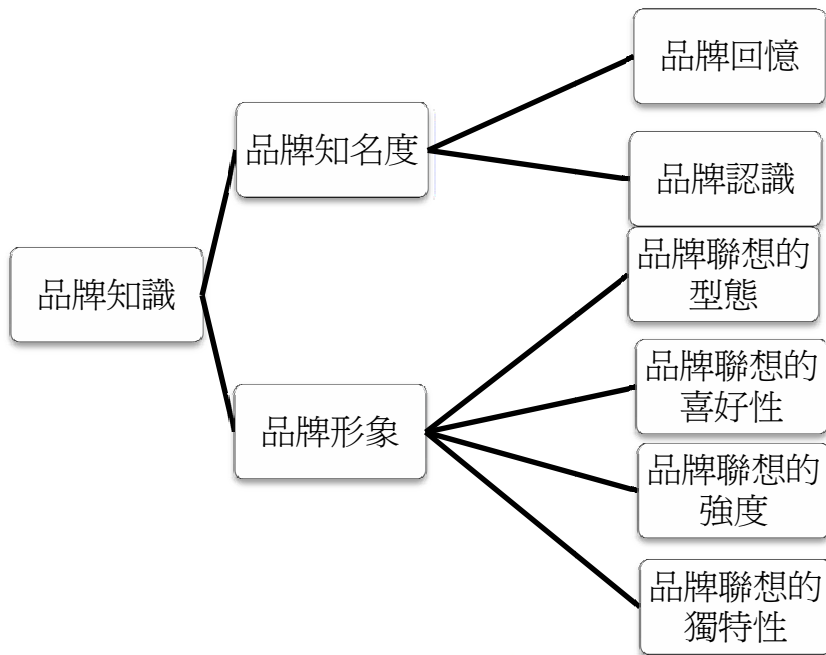 品牌回憶
品牌知名度
品牌認識
品牌聯想的
型態
品牌知識
品牌聯想的
喜好性
品牌形象
品牌聯想的
強度
品牌聯想的
獨特性